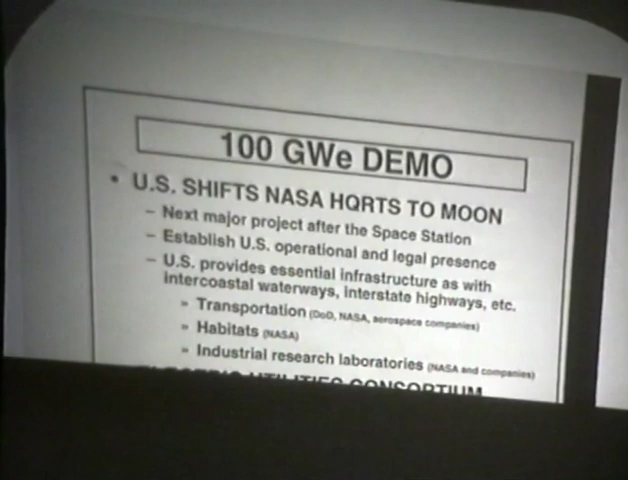 100 GWe DEMO
• U.S. SHIFTS NASA HQRTS TO MOON
– Next major project after the Space Station
– Establish U.S. operational and legal presence
– U.S. provides essential infrastructure as with
intercoastal waterways, interstate highways, etc.
» Transportation (DoD, NASA, aerospace companies)
» Habitats (NASA)
» Industrial research laboratories (NASA and companies)
UTILITIES CONSORTIUM